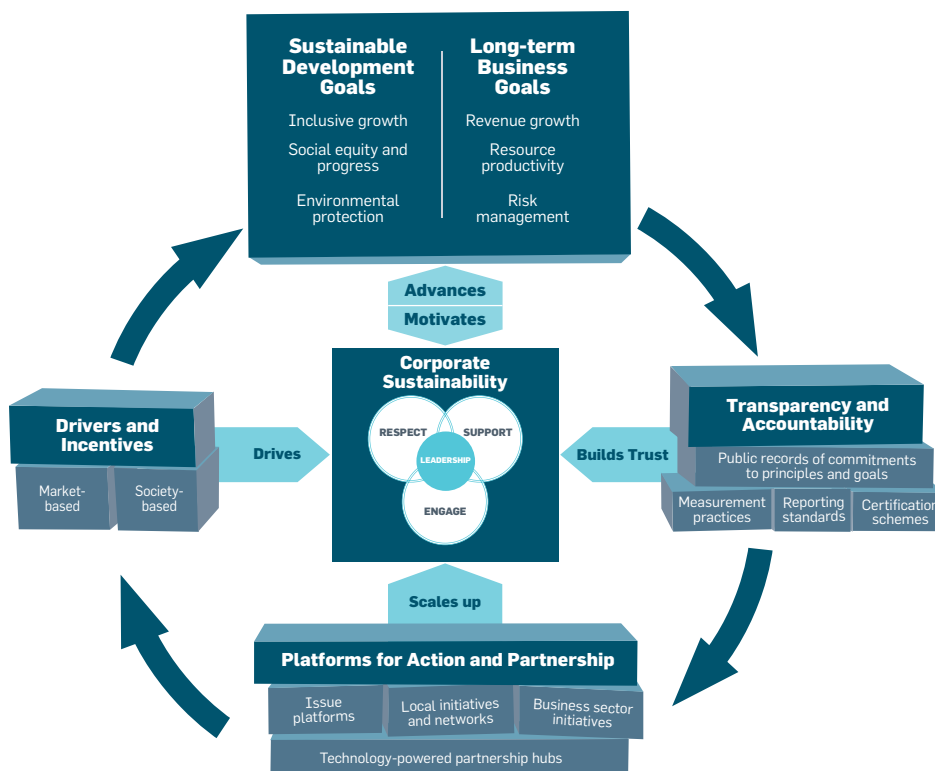 Sustainable
Development
Goals
Inclusive growth
Social equity and
progress
Environmental
protection
Long-term
Business
Goals
Revenue growth
Resource
productivity
Risk
management
Advances
Motivates
Corporate
Sustainability
RESPECT
SUPPORT
LEADERSHIP
ENGAGE
Drivers and
Incentives
Market-
based
Society-
based
Drives
Builds Trust
Transparency and
Accountability
Public records of commitments
to principles and goals
Measurement
practices
Reporting
standards
Certification
schemes
Scales up
Platforms for Action and Partnership
Issue
platforms
Local initiatives
and networks
Business sector
initiatives
Technology-powered partnership hubs